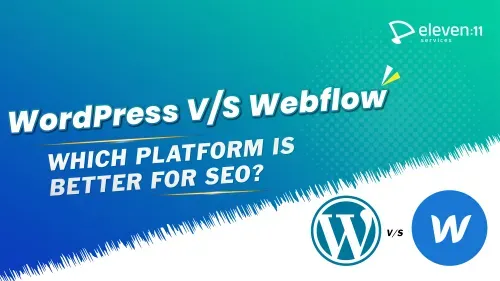 eleven:11
services
WordPress V/S Webflow
WHICH PLATFORM IS
BETTER FOR SEO?
W V/S W